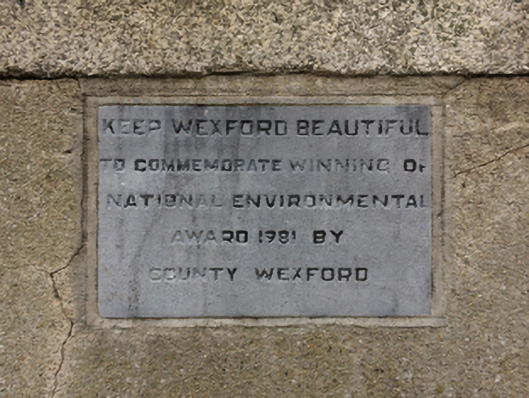 KEEP WEXFORD BEAUTIFUL
TO COMMEMORATE WINNING OF
NATIONAL ENVIRONMENTAL
AWARD 1981 BY
COUNTY WEXFORD